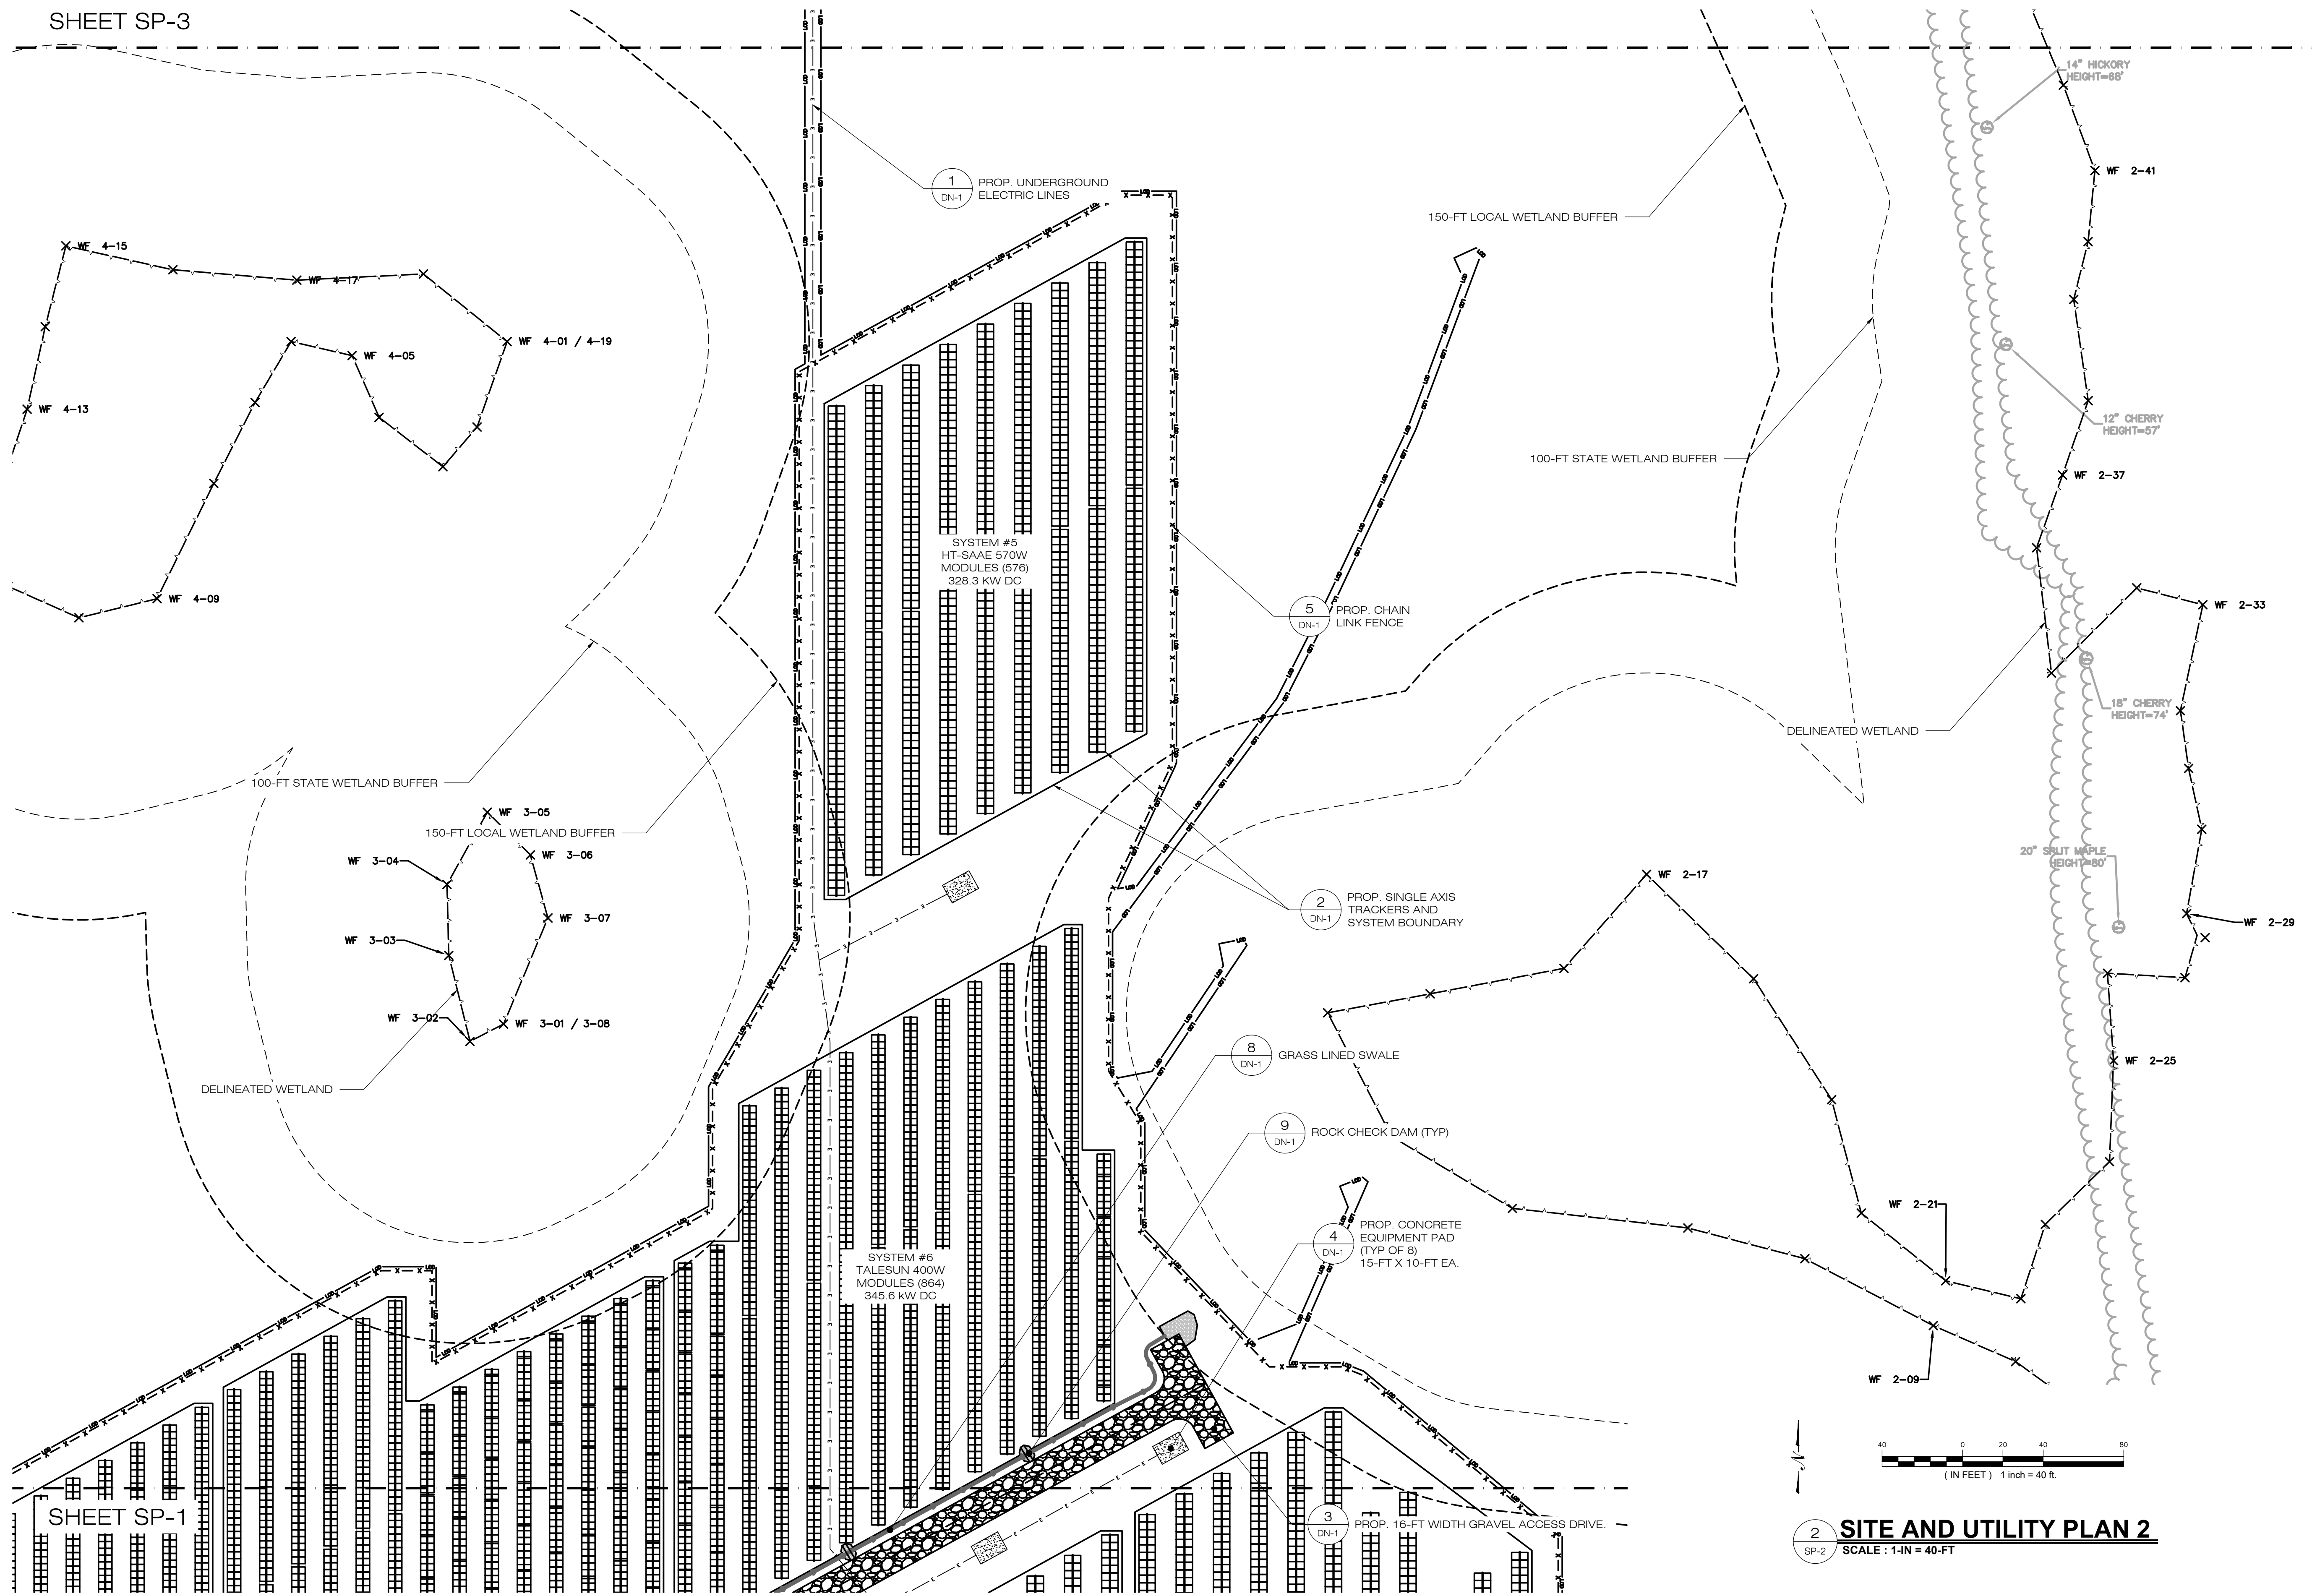 SHEET SP-3
14" HICKORY
HEIGHT=68'
WF 2-41
1
DN-1
PROP. UNDERGROUND
ELECTRIC LINES
150-FT LOCAL WETLAND BUFFER
WF 4-15
WF 4-17
WF 4-01 / 4-19
WF 4-05
WF 4-13
12" CHERRY
HEIGHT=57'
100-FT STATE WETLAND BUFFER
WF 2-37
SYSTEM #5
HT-SAAE 570W
MODULES (576)
328.3 KW DC
WF 4-09
5
DN-1
PROP. CHAIN
LINK FENCE
WF 2-33
18" CHERRY
HEIGHT=74'
DELINEATED WETLAND
100-FT STATE WETLAND BUFFER
WF 3-05
150-FT LOCAL WETLAND BUFFER
WF 3-04
WF 3-06
20" SPLIT MAPLE
HEIGHT=80'
WF 2-17
2
DN-1
PROP. SINGLE AXIS
TRACKERS AND
SYSTEM BOUNDARY
WF 3-07
WF 2-29
WF 3-03
WF 3-02
WF 3-01 / 3-08
8
DN-1
GRASS LINED SWALE
WF 2-25
DELINEATED WETLAND
9
DN-1
ROCK CHECK DAM (TYP)
WF 2-21
4
DN-1
PROP. CONCRETE
EQUIPMENT PAD
(TYP OF 8)
15-FT X 10-FT EA.
SYSTEM #6
TALESUN 400W
MODULES (864)
345.6 kW DC
WF 2-09
40 0 20 40 80
( IN FEET ) 1 inch = 40 ft.
N
SHEET SP-1
3
DN-1
PROP. 16-FT WIDTH GRAVEL ACCESS DRIVE.
2
SP-2
SITE AND UTILITY PLAN 2
SCALE : 1-IN = 40-FT